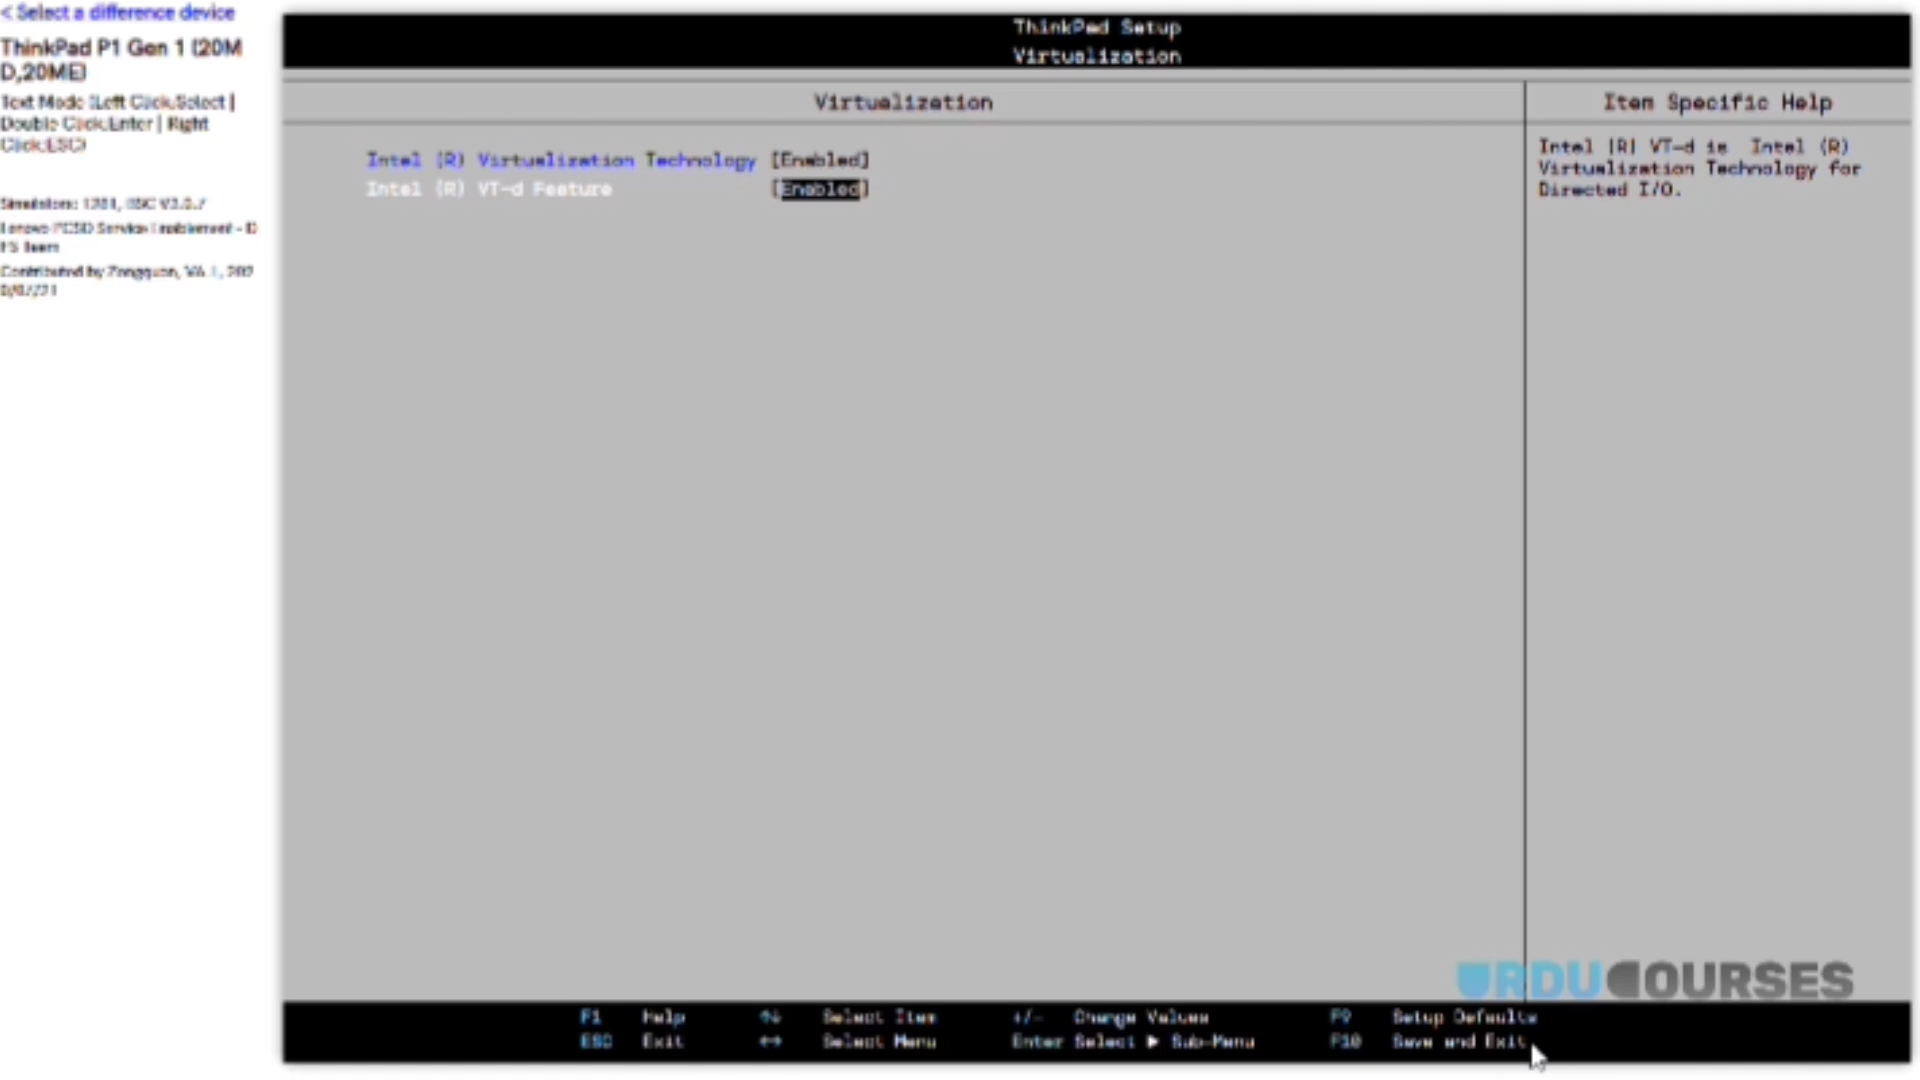 < Select a difference device
ThinkPad P1 Gen 1 (20M
D,20ME)
Text Mode (Left Click:Select |
Double Click:Enter | Right
Click:ESC)
Contributed by
ThinkPad Setup
Virtualization
Virtualization
Item Specific Help
Intel (R) Virtualization Technology [Enabled]
Intel (R) VT-d Feature [Enabled]
Intel (R) VT-d is Intel (R)
Virtualization Technology for
Directed I/O.
URDU COURSES
F1 Help ↑↓ Select Item +/- Change Values F9 Setup Defaults
ESC Exit ↔ Select Menu Enter Select ▶ Sub-Menu F10 Save and Exit